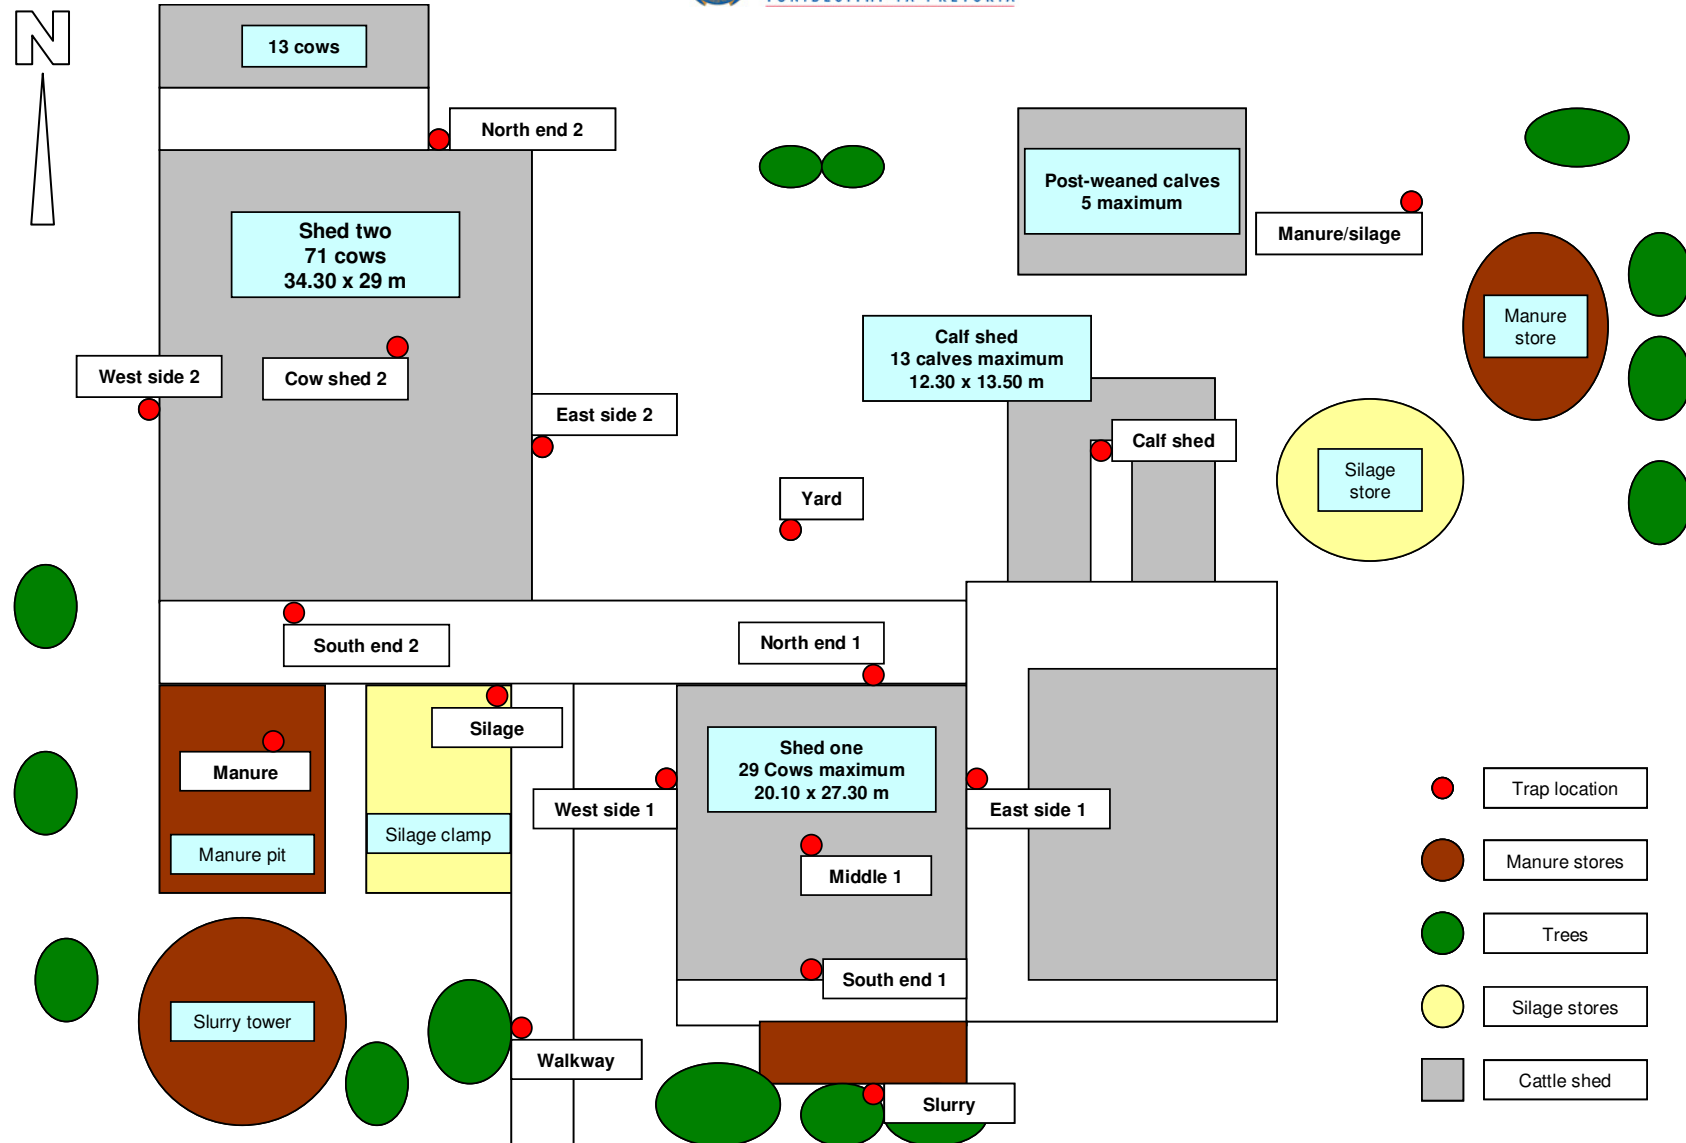 N
13 cows
North end 2
Post-weaned calves
5 maximum
Manure/silage
Shed two
71 cows
34.30 x 29 m
Manure
store
Calf shed
13 calves maximum
12.30 x 13.50 m
West side 2
Cow shed 2
East side 2
Calf shed
Silage
store
Yard
South end 2
North end 1
Silage
Manure
Shed one
29 Cows maximum
20.10 x 27.30 m
West side 1
East side 1
Trap location
Manure pit
Silage clamp
Middle 1
Manure stores
Trees
South end 1
Slurry tower
Silage stores
Walkway
Cattle shed
Slurry